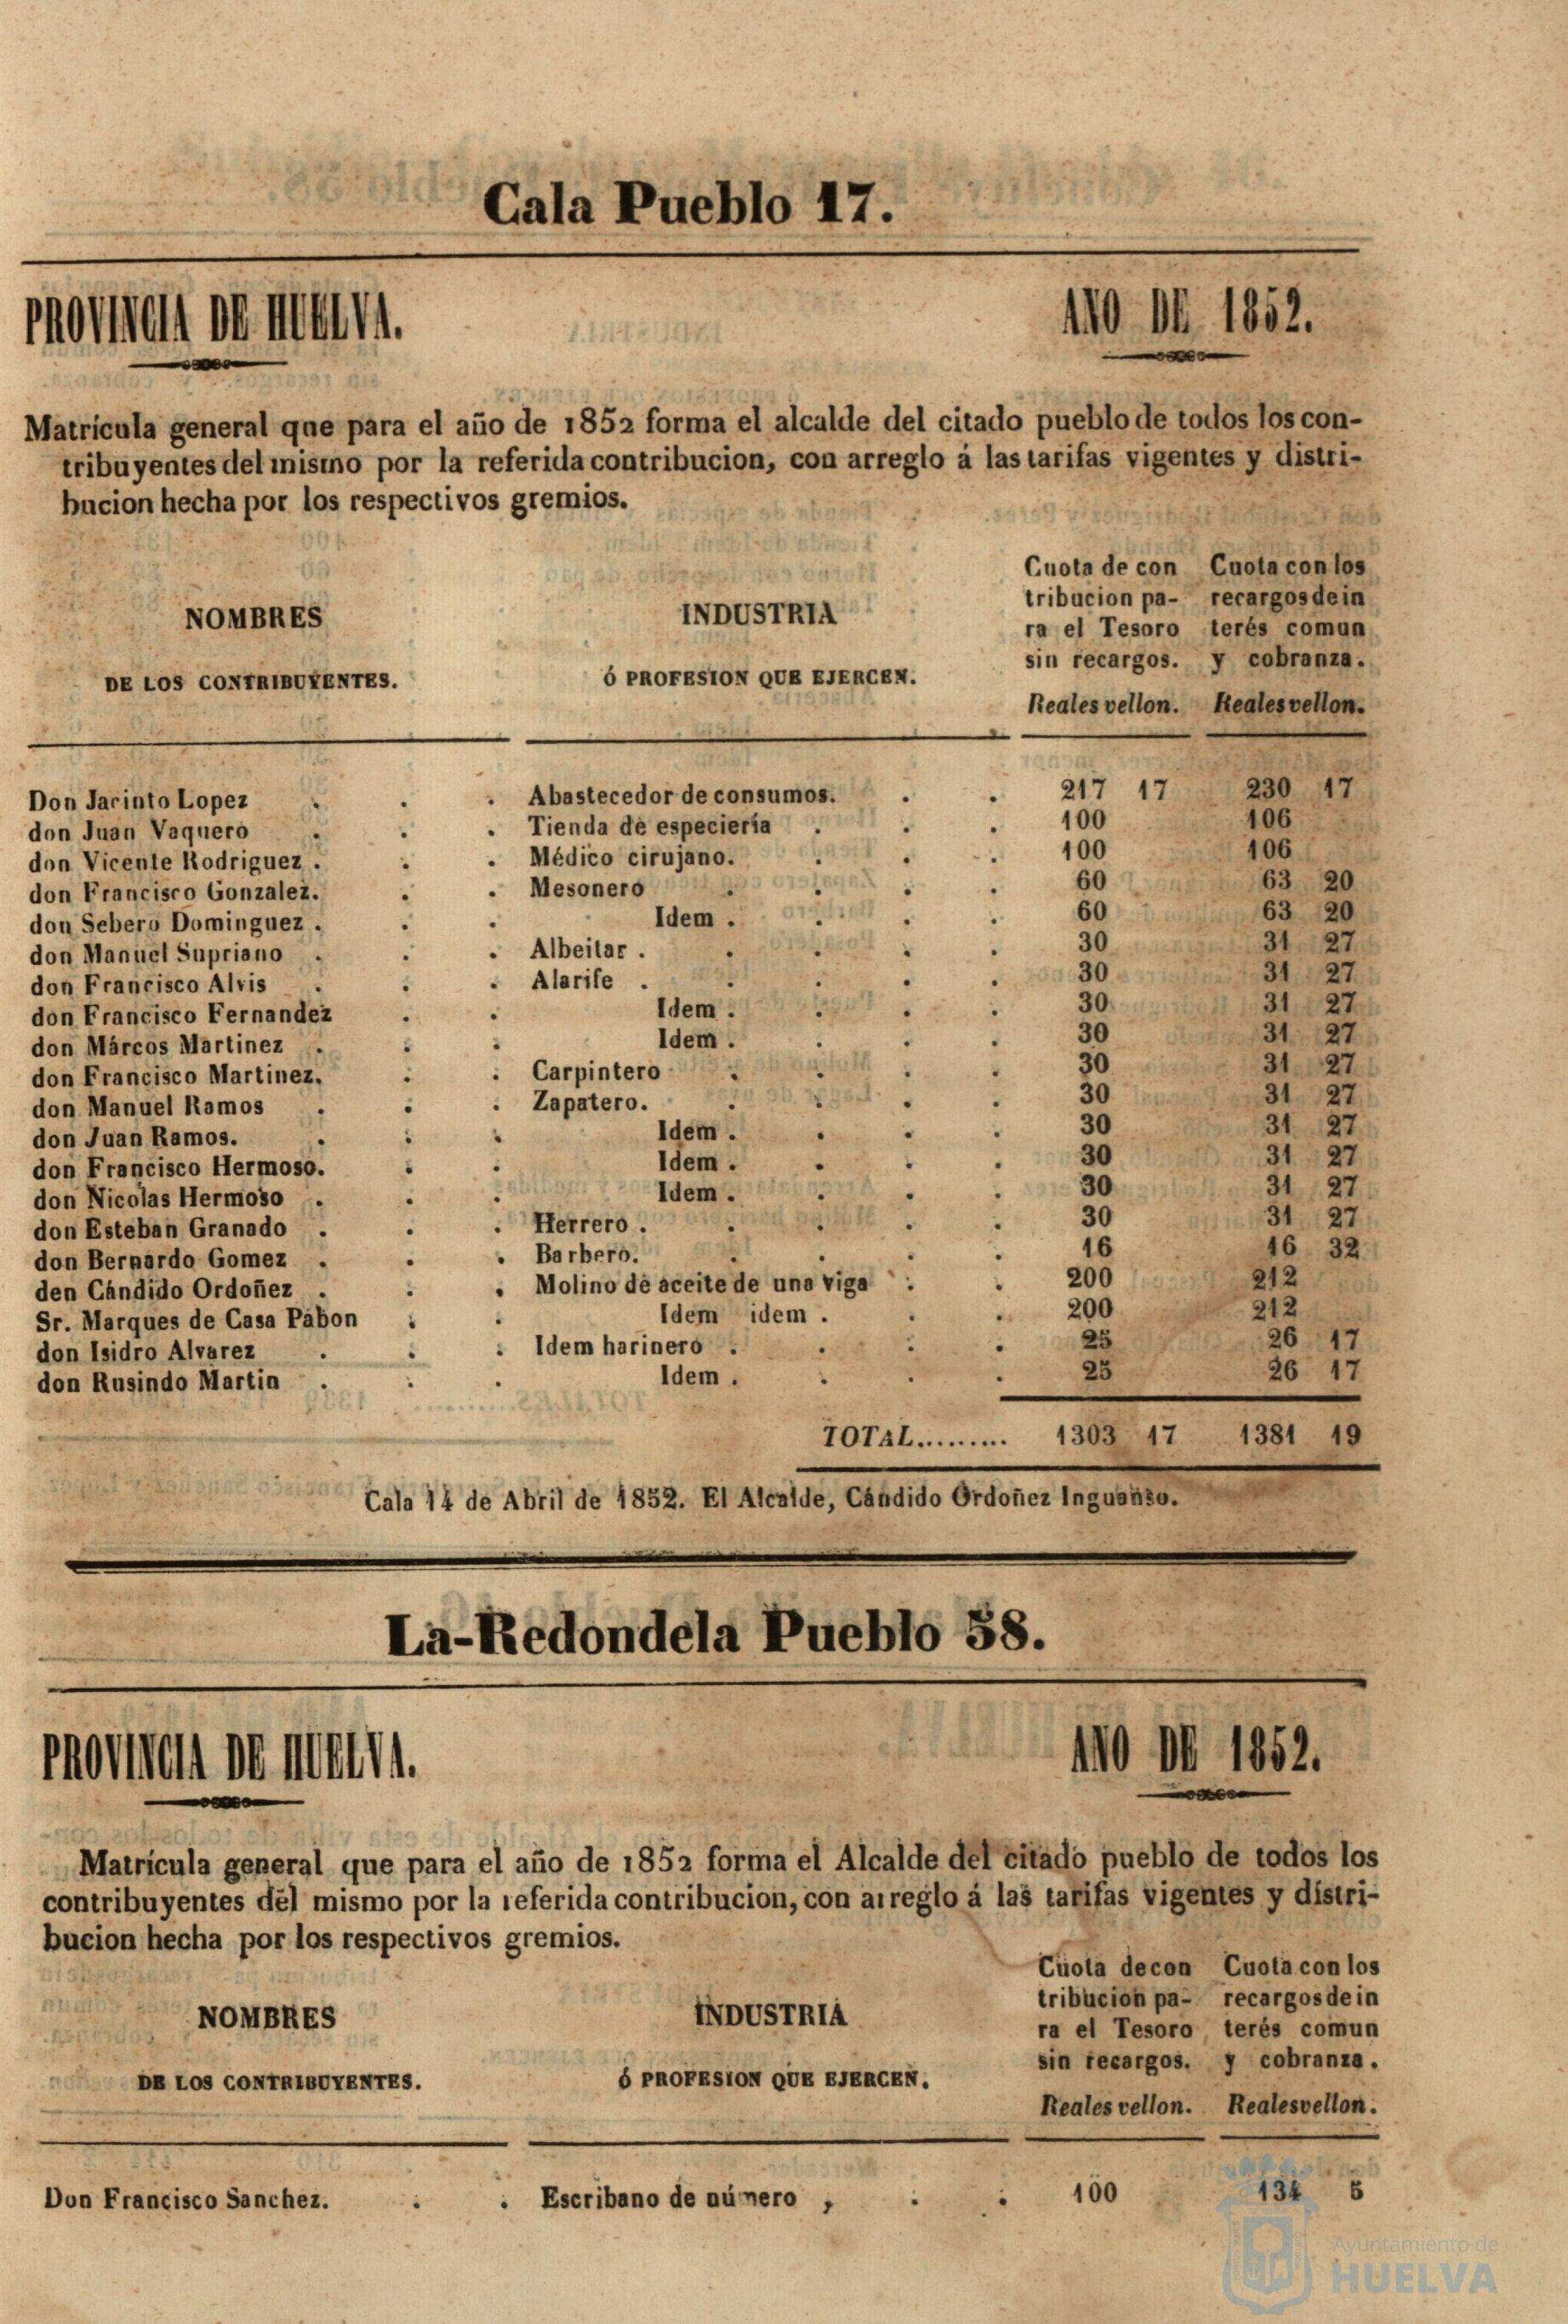 Cala Pueblo 17.
PROVINCIA DE HUELVA. AÑO DE 1852.
Matrícula general que para el año de 1852 forma el alcalde del citado pueblo de todos los con-
tribuyentes del mismo por la referida contribucion, con arreglo á las tarifas vigentes y distri-
bucion hecha por los respectivos gremios.
NOMBRES
DE LOS CONTRIBUYENTES.
INDUSTRIA
Ó PROFESION QUE EJERCEN.
Cuota de con
tribucion pa-
ra el Tesoro
sin recargos.
Reales vellon.
Cuota con los
recargos de in
terés comun
y cobranza.
Reales vellon.
Don Jacinto Lopez . . . Abastecedor de consumos. . . 217 17 230 17
don Juan Vaquero . . . Tienda de especiería . . . 100 106
don Vicente Rodriguez . . . Médico cirujano. . . . 100 106
don Francisco Gonzalez. . . Mesonero . . . . 60 63 20
don Sebero Dominguez . . . Idem . . . . 60 63 20
don Manuel Supriano . . . Albeitar . . . . . 30 31 27
don Francisco Alvis . . . Alarife . . . . . 30 31 27
don Francisco Fernandez . . Idem . . . . 30 31 27
don Márcos Martinez . . . Idem . . . . 30 31 27
don Francisco Martinez. . . Carpintero . . . . 30 31 27
don Manuel Ramos . . . Zapatero. . . . . 30 31 27
don Juan Ramos. . . . Idem . . . . 30 31 27
don Francisco Hermoso. . . Idem . . . . 30 31 27
don Nicolas Hermoso . . . Idem . . . . 30 31 27
don Esteban Granado . . . Herrero . . . . . 30 31 27
don Bernardo Gomez . . . Barbero. . . . . 16 16 32
den Cándido Ordoñez . . . Molino de aceite de una viga . . 200 212
Sr. Marques de Casa Pabon . . Idem idem . . . 200 212
don Isidro Alvarez . . . Idem harinero . . . . 25 26 17
don Rusindo Martin . . . Idem . . . . 25 26 17
TOTAL......... 1303 17 1381 19
Cala 14 de Abril de 1852. El Alcalde, Cándido Ordoñez Inguanso.
La-Redondela Pueblo 58.
PROVINCIA DE HUELVA. AÑO DE 1852.
Matrícula general que para el año de 1852 forma el Alcalde del citado pueblo de todos los
contribuyentes del mismo por la referida contribucion, con arreglo á las tarifas vigentes y distri-
bucion hecha por los respectivos gremios.
NOMBRES
DE LOS CONTRIBUYENTES.
INDUSTRIA
Ó PROFESION QUE EJERCEN.
Cuota de con
tribucion pa-
ra el Tesoro
sin recargos.
Reales vellon.
Cuota con los
recargos de in
terés comun
y cobranza.
Reales vellon.
Don Francisco Sanchez. . . Escribano de número , . . 100 134 5
Ayuntamiento de
HUELVA